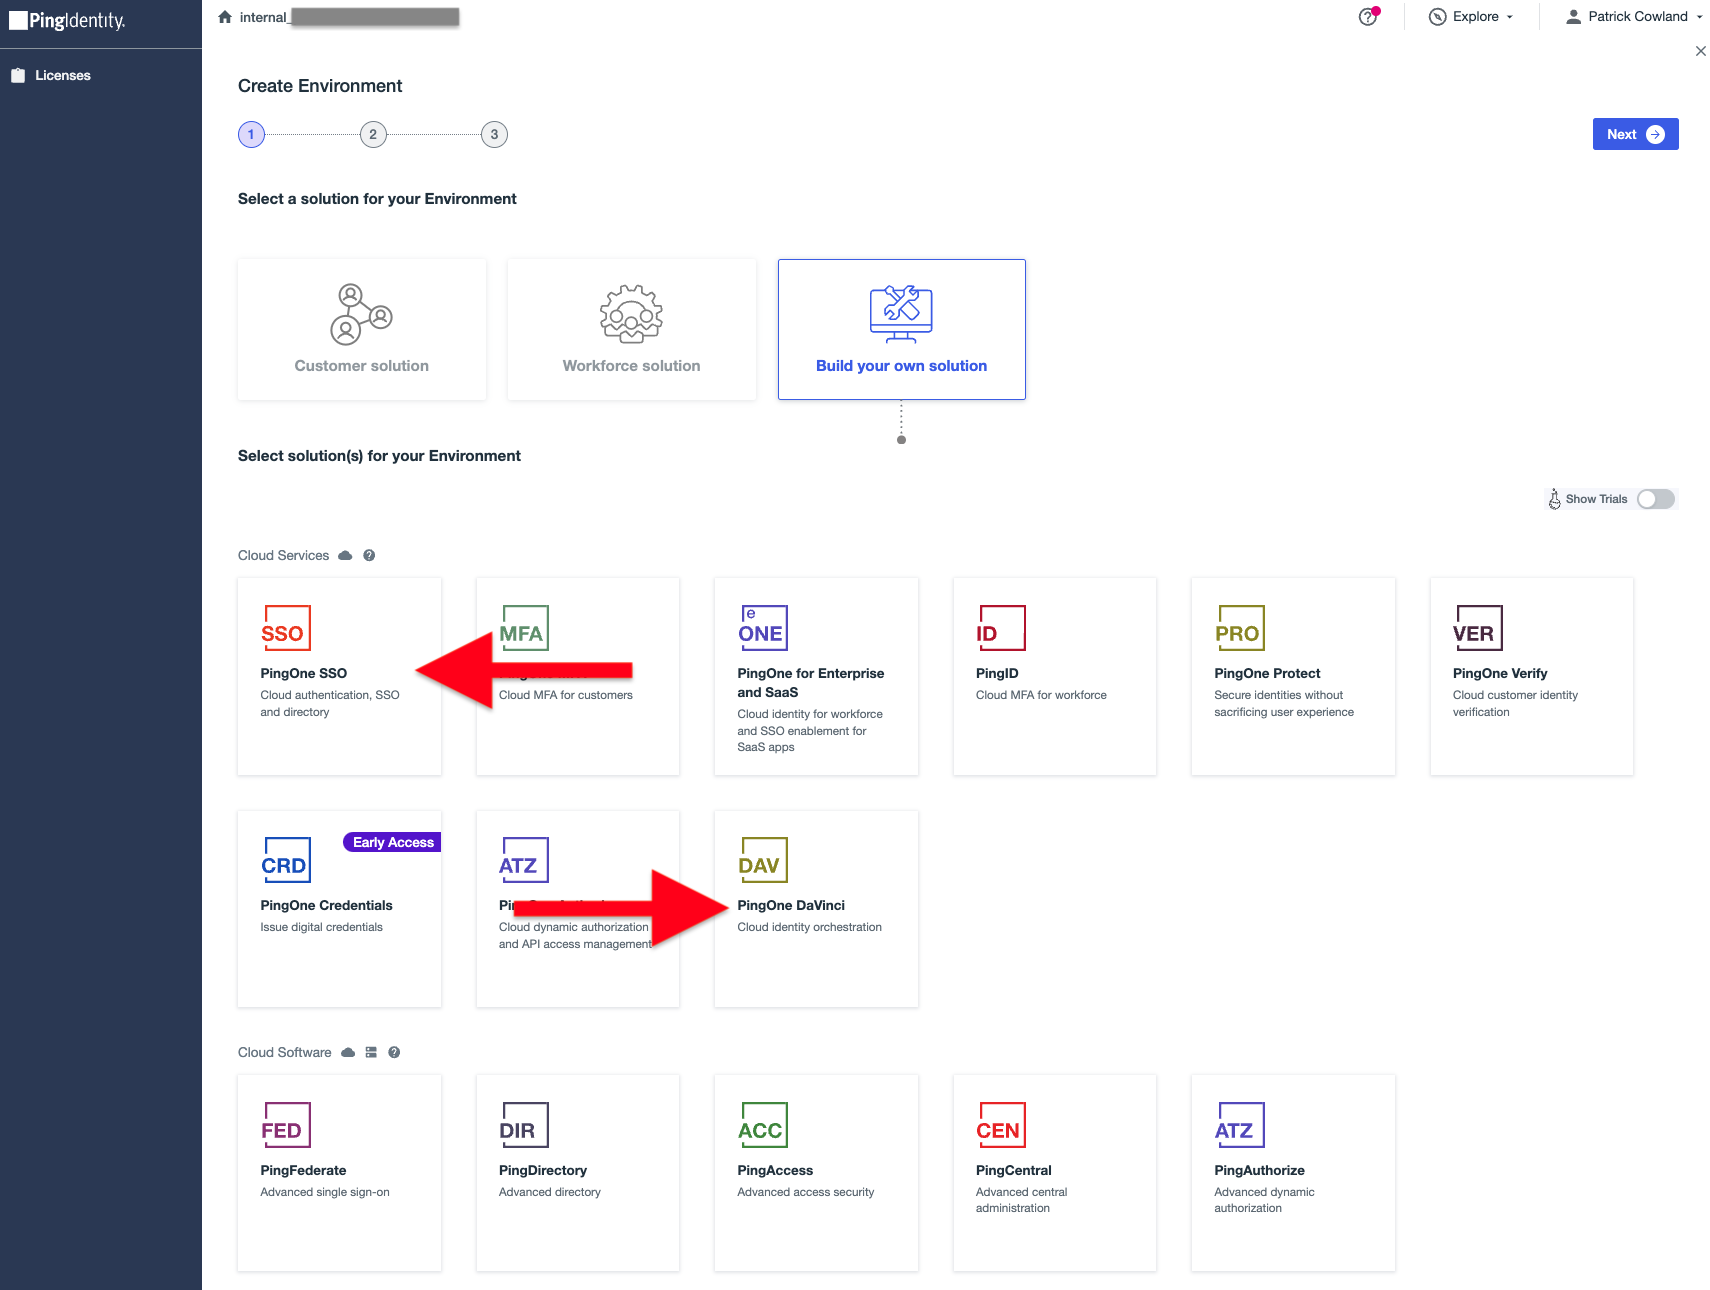 PingIdentity.
internal_
Explore
Patrick Cowland
Licenses
Create Environment
1
2
3
Next
Select a solution for your Environment
Customer solution
Workforce solution
Build your own solution
Select solution(s) for your Environment
Show Trials
Cloud Services
SSO
PingOne SSO
Cloud authentication, SSO
and directory
MFA
Cloud MFA for customers
e
ONE
PingOne for Enterprise
and SaaS
Cloud identity for workforce
and SSO enablement for
SaaS apps
ID
PingID
Cloud MFA for workforce
PRO
PingOne Protect
Secure identities without
sacrificing user experience
VER
PingOne Verify
Cloud customer identity
verification
Early Access
CRD
PingOne Credentials
Issue digital credentials
ATZ
Cloud dynamic authorization
and API access management
DAV
PingOne DaVinci
Cloud identity orchestration
Cloud Software
FED
PingFederate
Advanced single sign-on
DIR
PingDirectory
Advanced directory
ACC
PingAccess
Advanced access security
CEN
PingCentral
Advanced central
administration
ATZ
PingAuthorize
Advanced dynamic
authorization